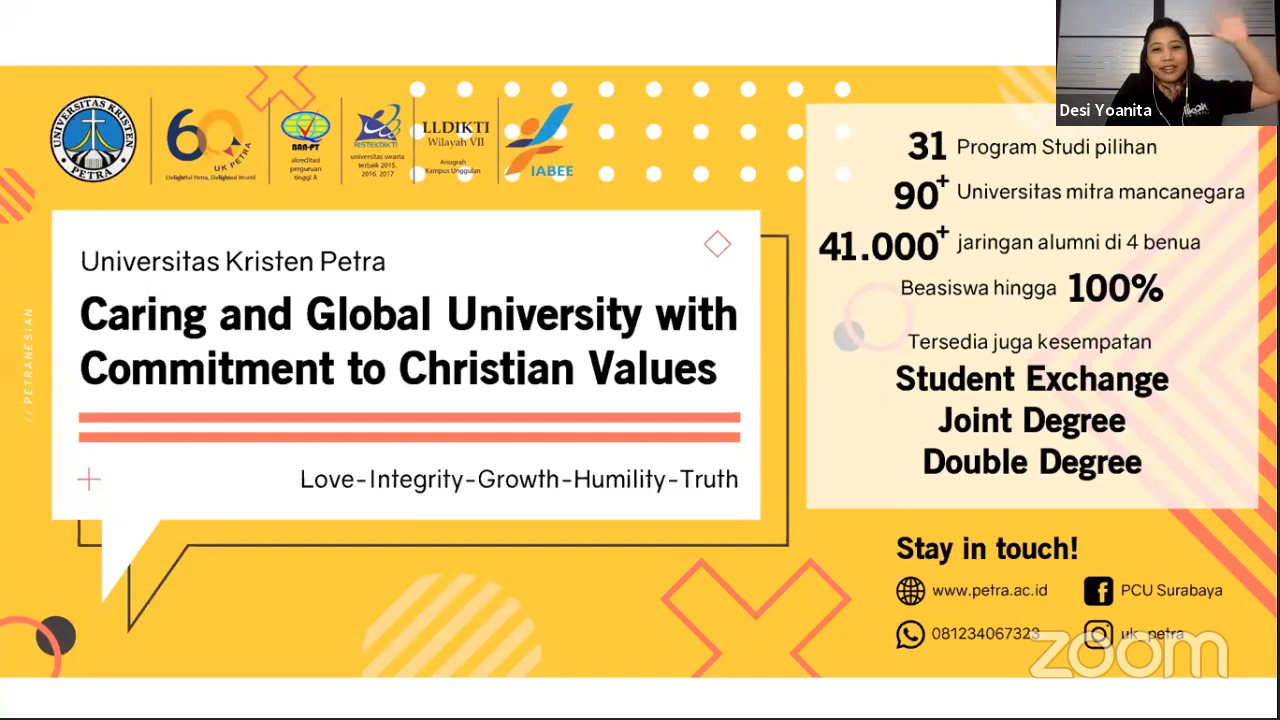 Desi Yoanita
UNIVERSITAS KRISTEN
PETRA
60
UK PETRA
Delightful Petra, Delighted World
BAN-PT
akreditasi
perguruan
tinggi A
RISTEKDIKTI
universitas swasta
terbaik 2015,
2016, 2017
LLDIKTI
Wilayah VII
Anugrah
Kampus Unggulan
IABEE
Universitas Kristen Petra
Caring and Global University with
Commitment to Christian Values
Love-Integrity-Growth-Humility-Truth
// PETRANESIAN
31 Program Studi pilihan
90+ Universitas mitra mancanegara
41.000+ jaringan alumni di 4 benua
Beasiswa hingga 100%
Tersedia juga kesempatan
Student Exchange
Joint Degree
Double Degree
Stay in touch!
www.petra.ac.id
PCU Surabaya
081234067323
uk_petra
zoom